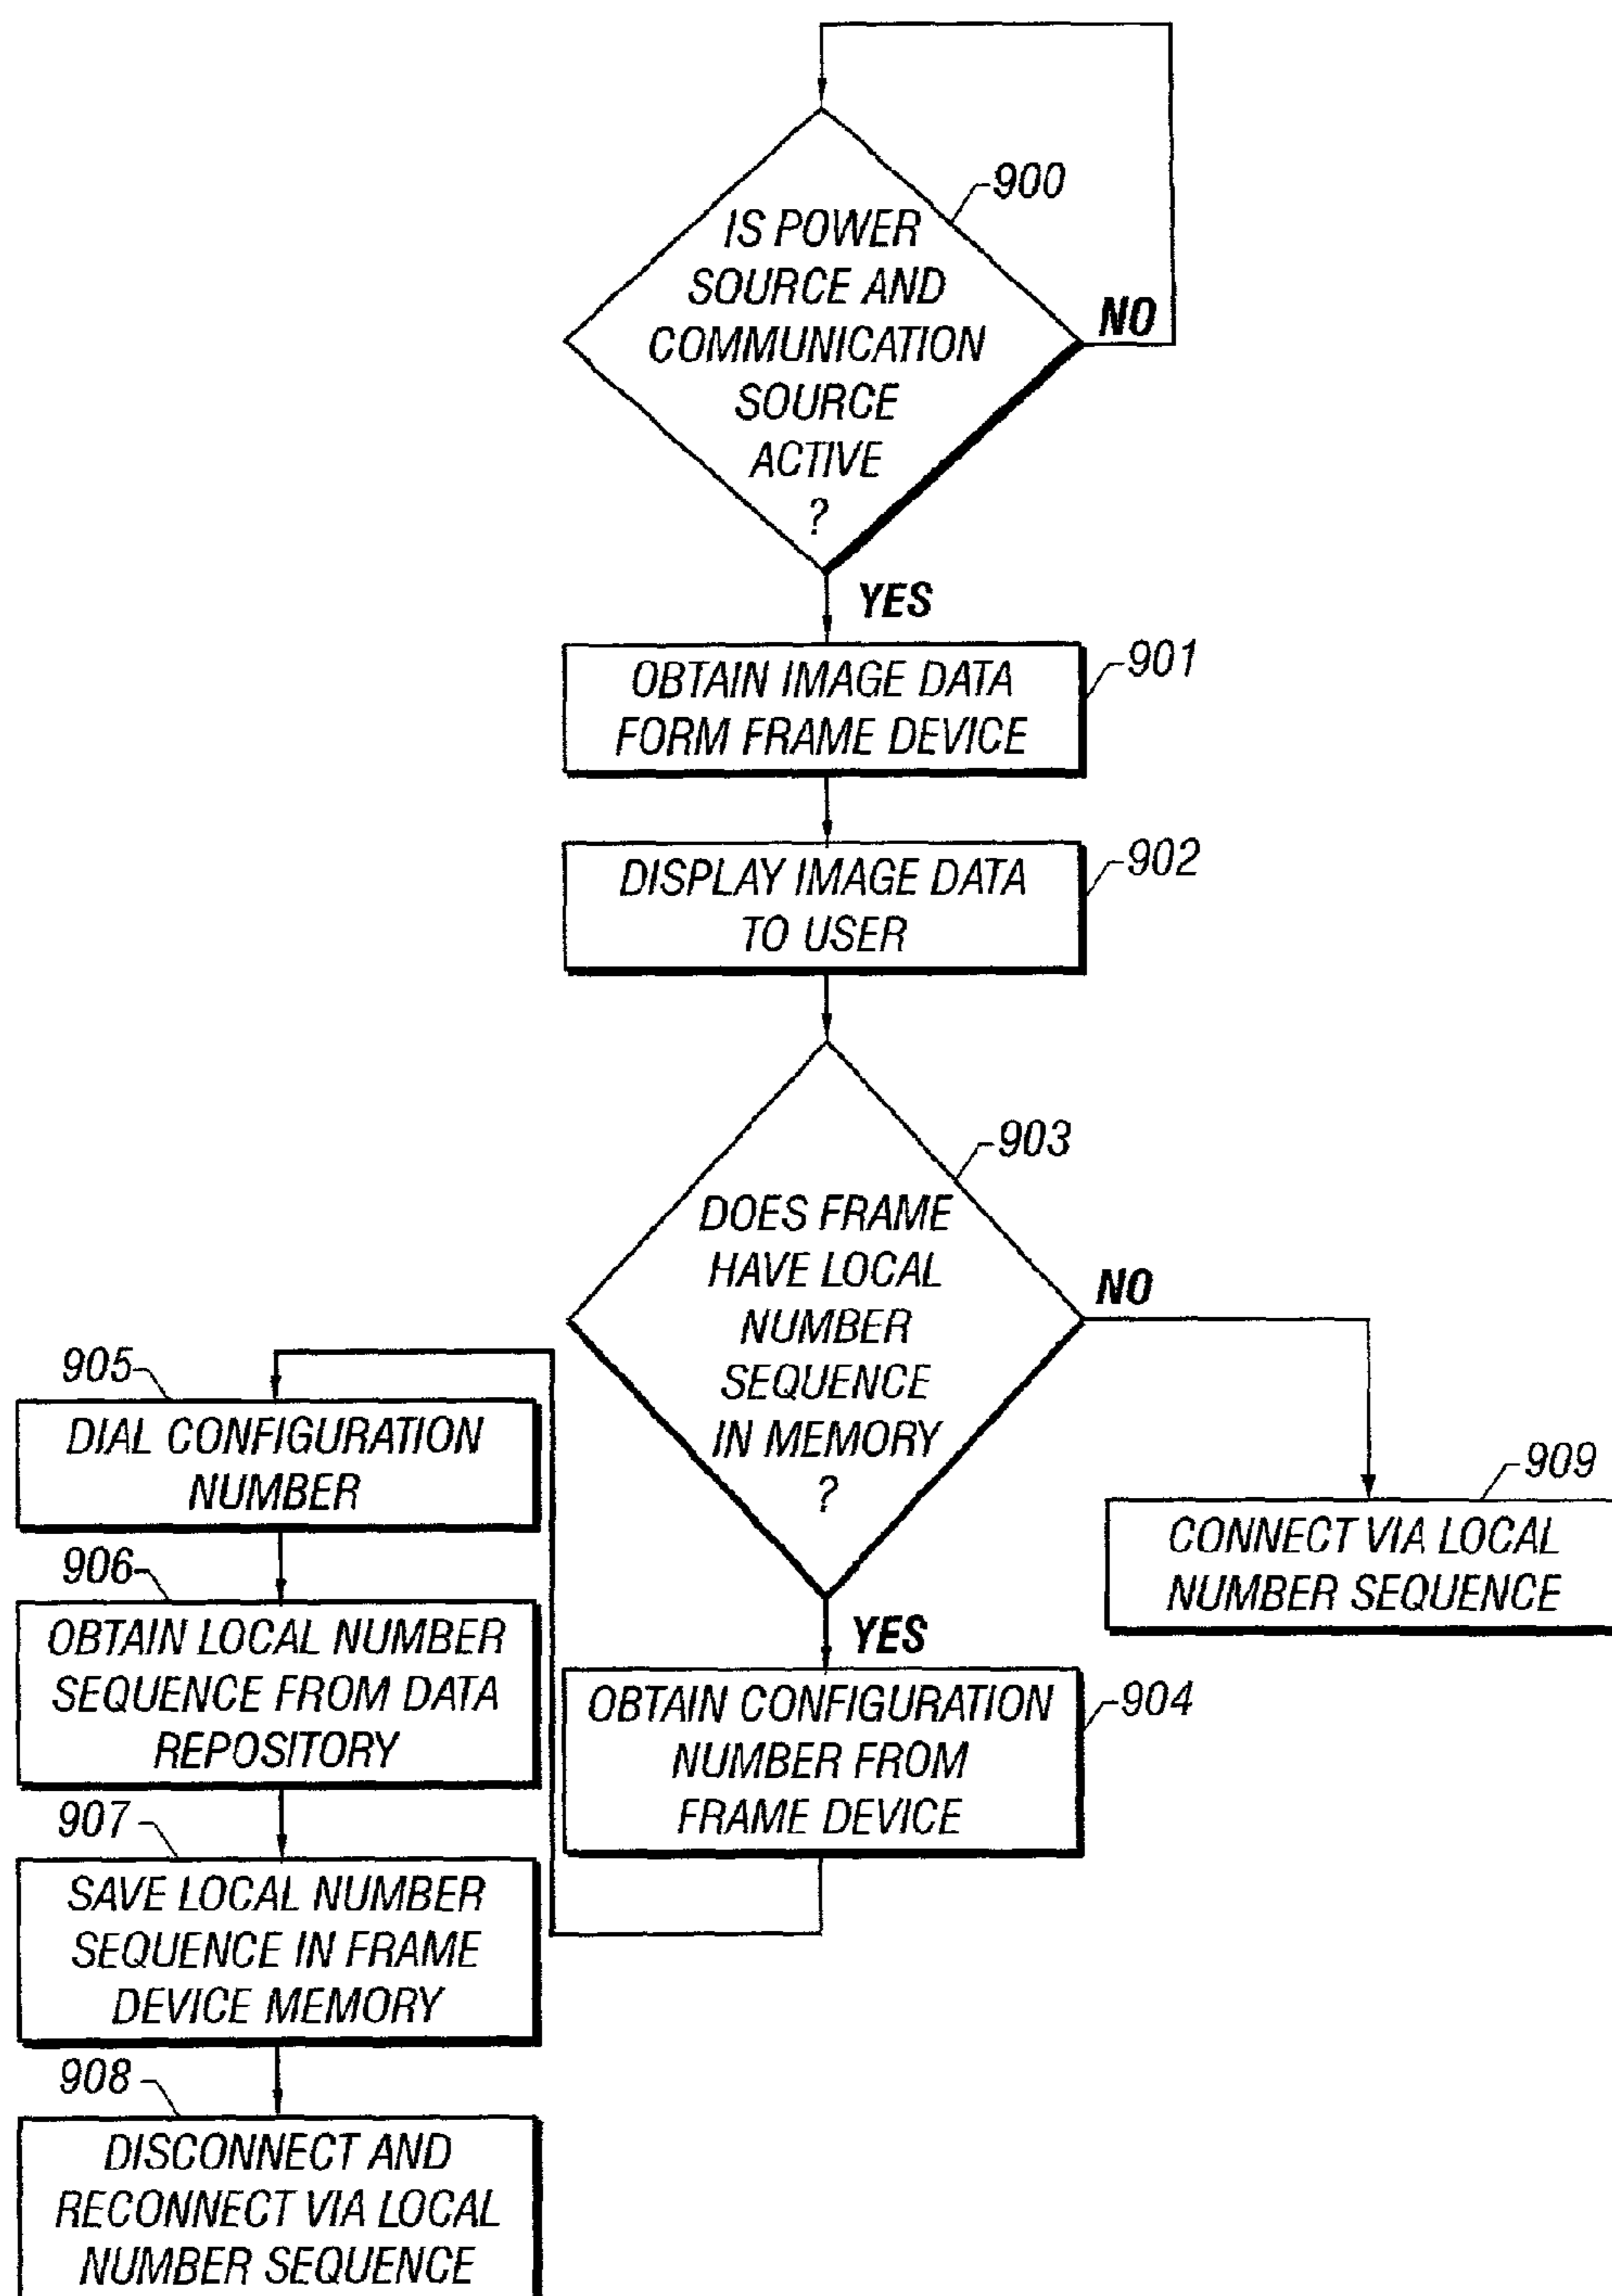 900
IS POWER
SOURCE AND
COMMUNICATION
SOURCE
ACTIVE
?
NO
YES
901
OBTAIN IMAGE DATA
FORM FRAME DEVICE
902
DISPLAY IMAGE DATA
TO USER
903
DOES FRAME
HAVE LOCAL
NUMBER
SEQUENCE
IN MEMORY
?
NO
YES
909
CONNECT VIA LOCAL
NUMBER SEQUENCE
904
OBTAIN CONFIGURATION
NUMBER FROM
FRAME DEVICE
905
DIAL CONFIGURATION
NUMBER
906
OBTAIN LOCAL NUMBER
SEQUENCE FROM DATA
REPOSITORY
907
SAVE LOCAL NUMBER
SEQUENCE IN FRAME
DEVICE MEMORY
908
DISCONNECT AND
RECONNECT VIA LOCAL
NUMBER SEQUENCE